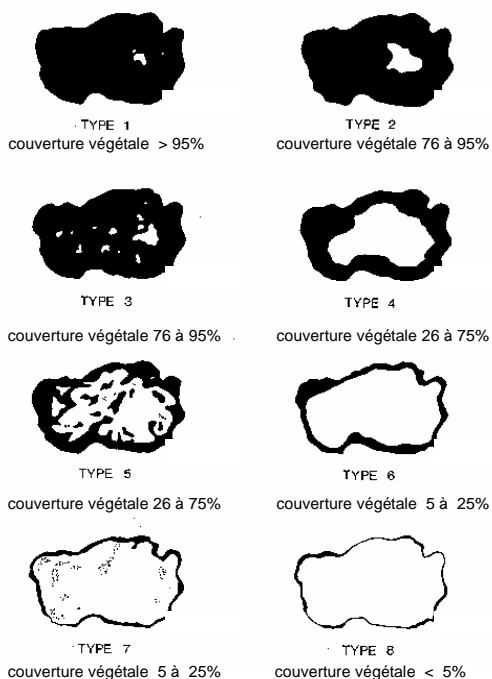 TYPE 1
couverture végétale > 95%
TYPE 2
couverture végétale 76 à 95%
TYPE 3
couverture végétale 76 à 95%
TYPE 4
couverture végétale 26 à 75%
TYPE 5
couverture végétale 26 à 75%
TYPE 6
couverture végétale 5 à 25%
TYPE 7
couverture végétale 5 à 25%
TYPE 8
couverture végétale < 5%